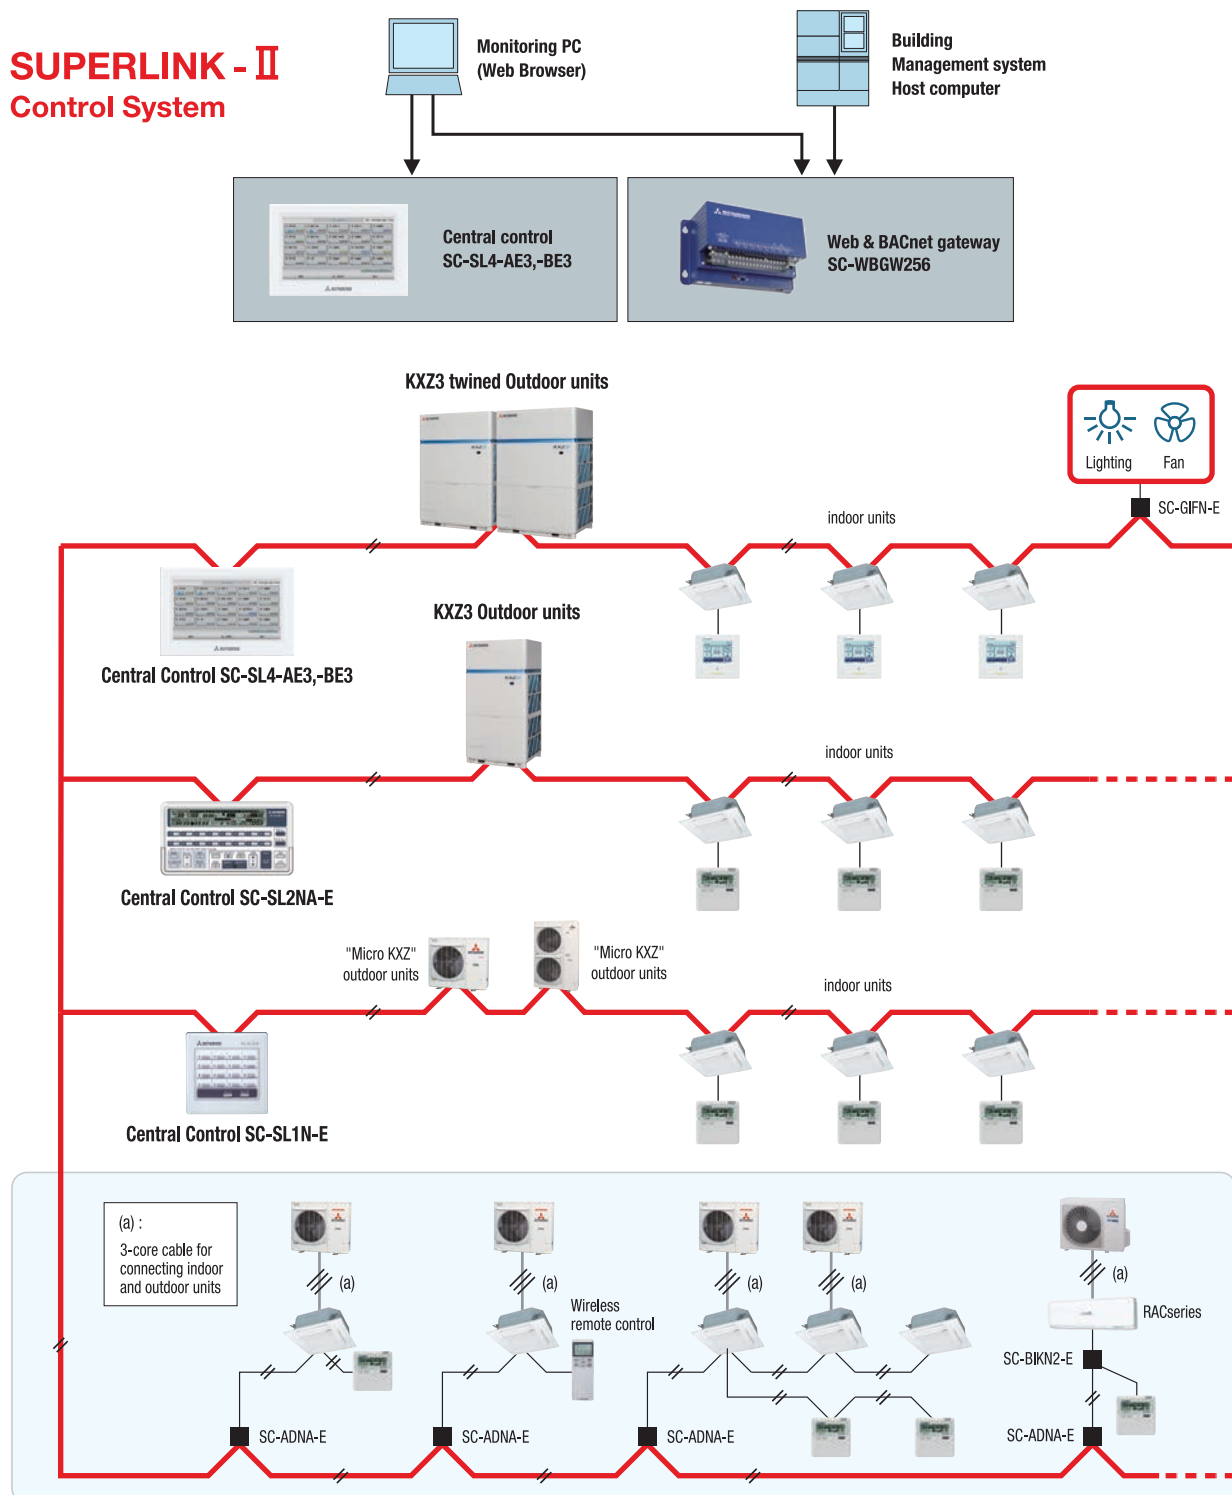 SUPERLINK - II
Control System
Monitoring PC
(Web Browser)
Building
Management system
Host computer
Central control
SC-SL4-AE3,-BE3
Web & BACnet gateway
SC-WBGW256
KXZ3 twined Outdoor units
Lighting
Fan
SC-GIFN-E
indoor units
Central Control SC-SL4-AE3,-BE3
KXZ3 Outdoor units
indoor units
Central Control SC-SL2NA-E
"Micro KXZ"
outdoor units
"Micro KXZ"
outdoor units
indoor units
Central Control SC-SL1N-E
(a) :
3-core cable for
connecting indoor
and outdoor units
(a)
(a)
(a)
(a)
(a)
Wireless
remote control
RACseries
SC-BIKN2-E
SC-ADNA-E
SC-ADNA-E
SC-ADNA-E
SC-ADNA-E